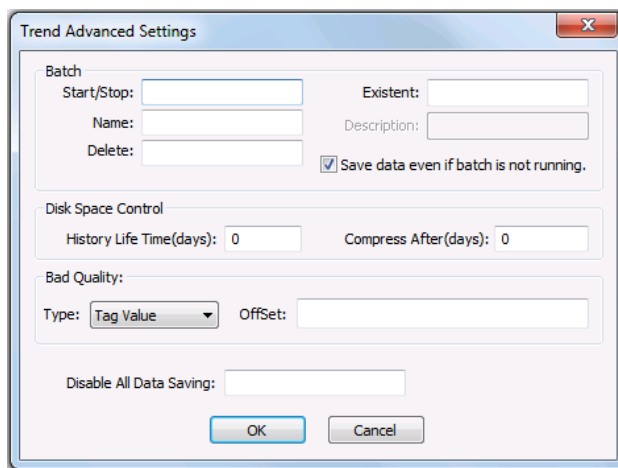 Trend Advanced Settings
Batch
Start/Stop:
Existent:
Name:
Description:
Delete:
Save data even if batch is not running.
Disk Space Control
History Life Time(days): 0
Compress After(days): 0
Bad Quality:
Type: Tag Value
OffSet:
Disable All Data Saving:
OK
Cancel